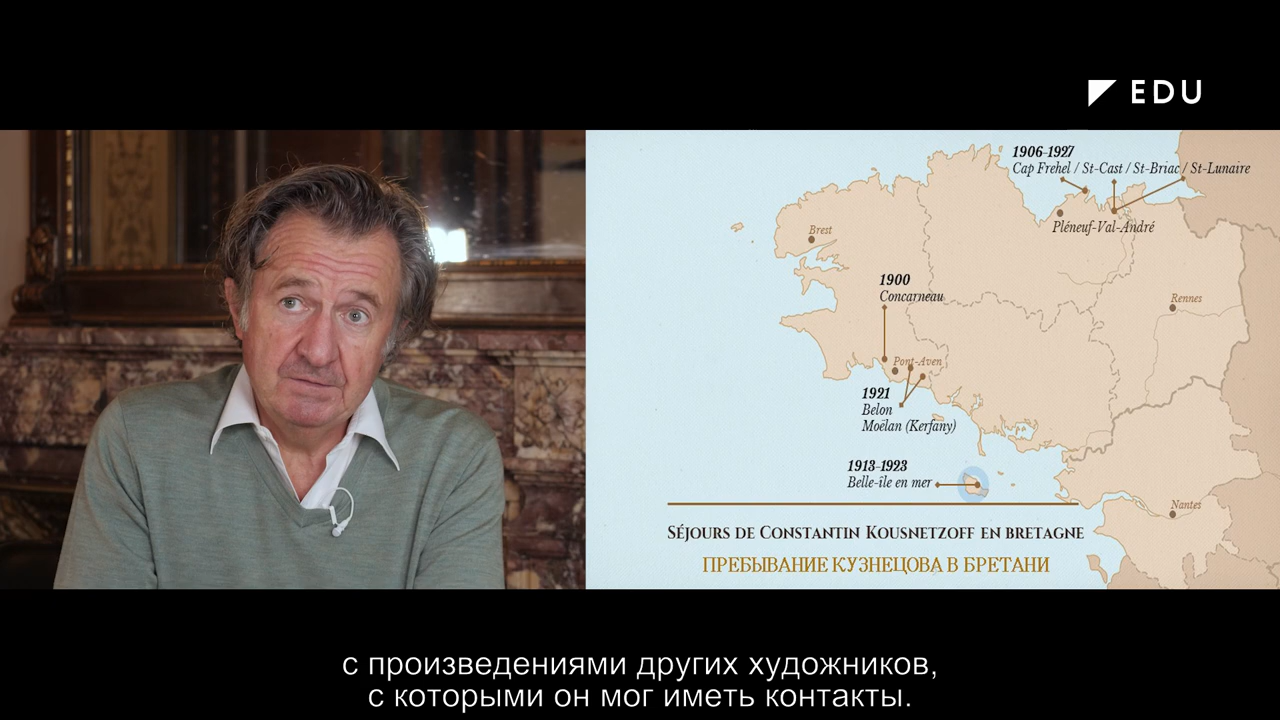 EDU
1906-1927
Cap Frehel / St-Cast / St-Briac / St-Lunaire
Pléneuf-Val-André
Brest
1900
Concarneau
Rennes
Pont-Aven
1921
Belon
Moëlan (Kerfany)
1913-1923
Belle-île en mer
Nantes
Séjours de Constantin Kousnetzoff en bretagne
ПРЕБЫВАНИЕ КУЗНЕЦОВА В БРЕТАНИ
с произведениями других художников,
с которыми он мог иметь контакты.